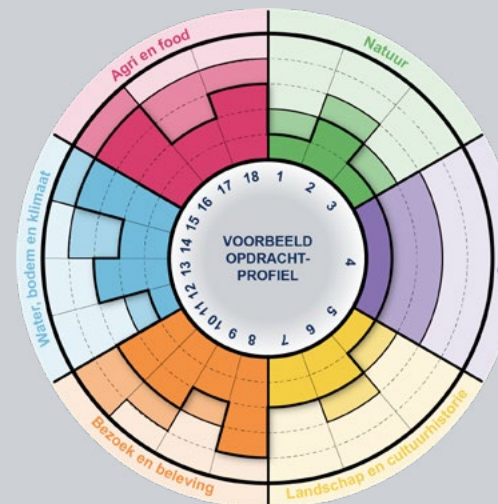 Agri en food
Natuur
Water, bodem en klimaat
VOORBEELD
OPDRACHT-
PROFIEL
1
2
3
4
5
6
7
8
9
10
11
12
13
14
15
16
17
18
Bezoek en beleving
Landschap en cultuurhistorie